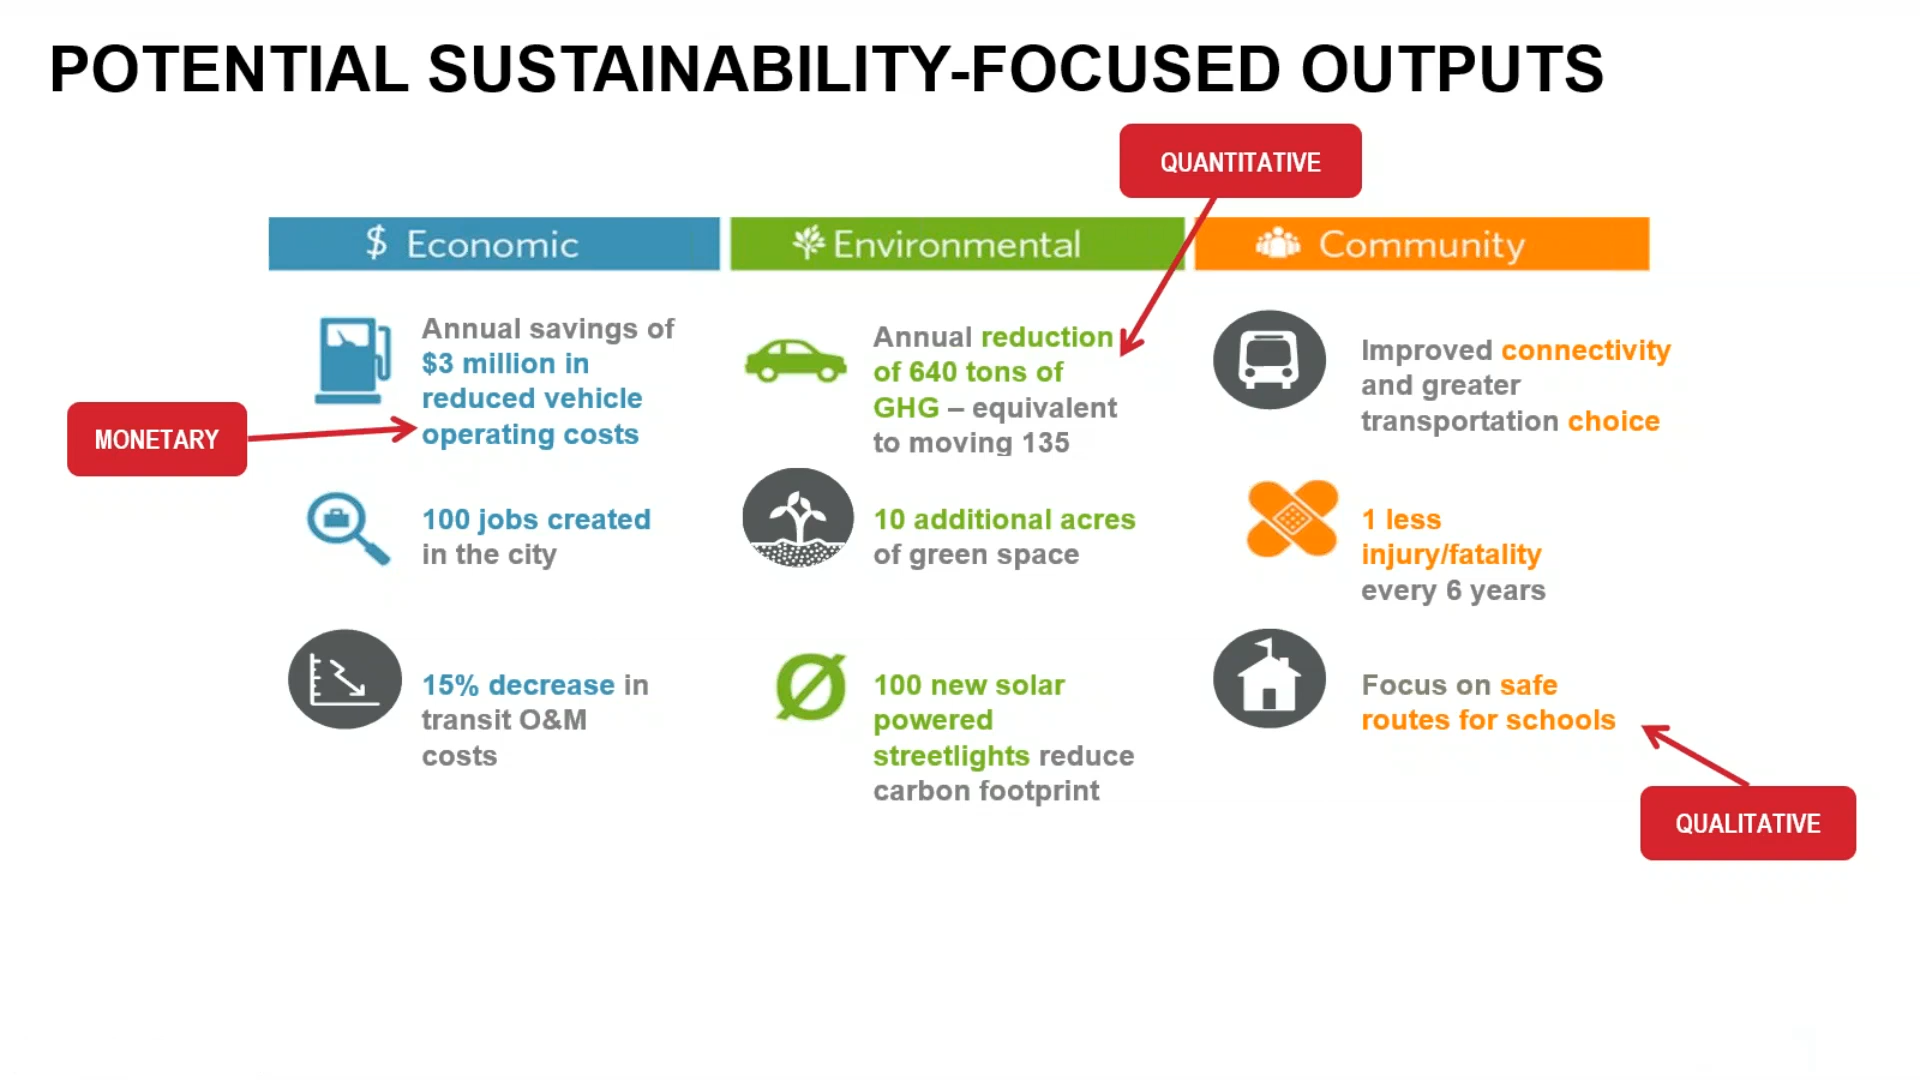 POTENTIAL SUSTAINABILITY-FOCUSED OUTPUTS
QUANTITATIVE
$ Economic
Environmental
Community
Annual savings of
$3 million in
reduced vehicle
operating costs
MONETARY
100 jobs created
in the city
15% decrease in
transit O&M
costs
Annual reduction
of 640 tons of
GHG – equivalent
to moving 135
10 additional acres
of green space
100 new solar
powered
streetlights reduce
carbon footprint
Improved connectivity
and greater
transportation choice
1 less
injury/fatality
every 6 years
Focus on safe
routes for schools
QUALITATIVE